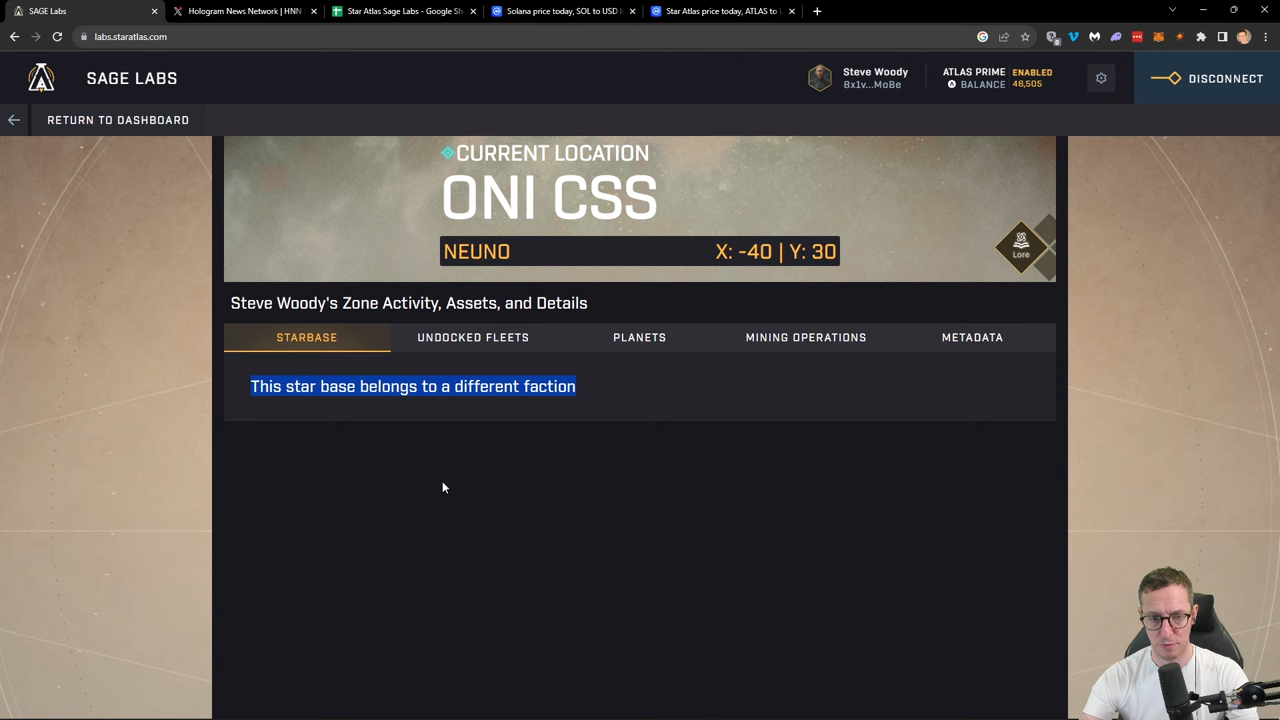 SAGE Labs
Hologram News Network | HNN
Star Atlas Sage Labs - Google Sh
Solana price today, SOL to USD l
Star Atlas price today, ATLAS to
labs.staratlas.com
SAGE LABS
Steve Woody
8x1v...MoBe
ATLAS PRIME ENABLED
BALANCE 46,505
DISCONNECT
RETURN TO DASHBOARD
CURRENT LOCATION
ONI CSS
NEUNO X: -40 | Y: 30
Lore
Steve Woody's Zone Activity, Assets, and Details
STARBASE UNDOCKED FLEETS PLANETS MINING OPERATIONS METADATA
This star base belongs to a different faction